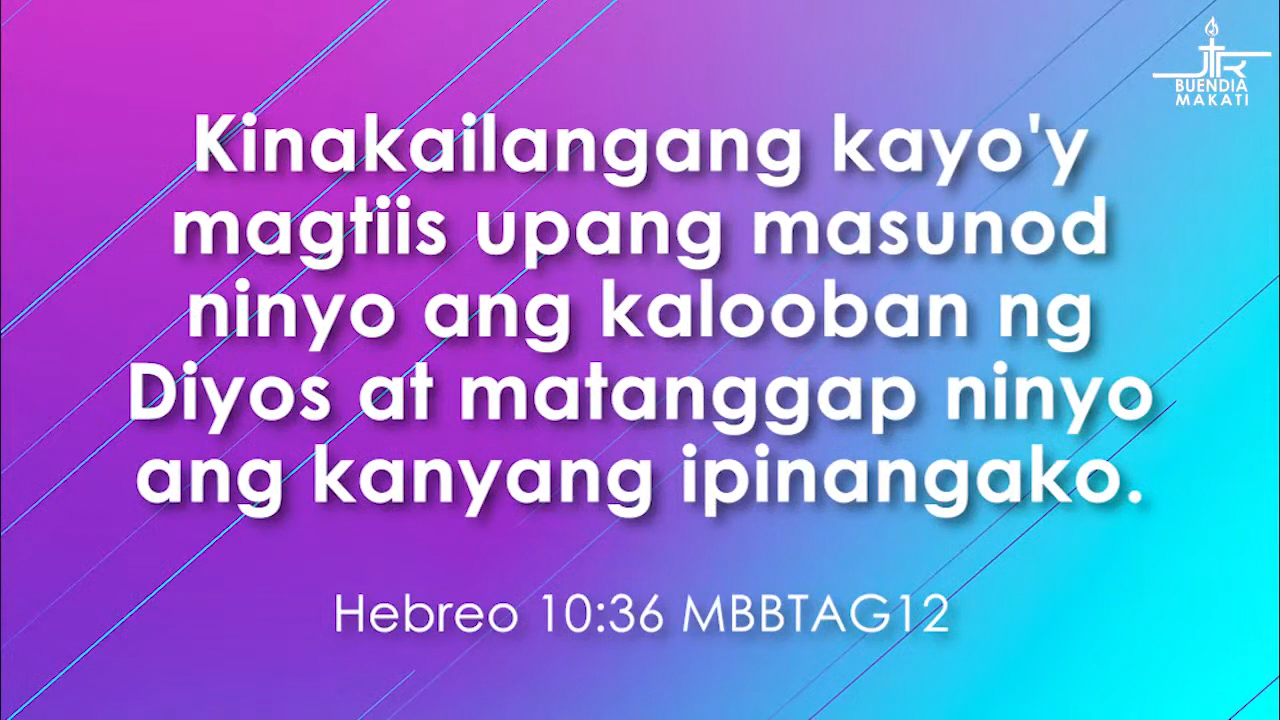 JTR
BUENDIA
MAKATI
Kinakailangang kayo'y
magtiis upang masunod
ninyo ang kalooban ng
Diyos at matanggap ninyo
ang kanyang ipinangako.
Hebreo 10:36 MBBTAG12